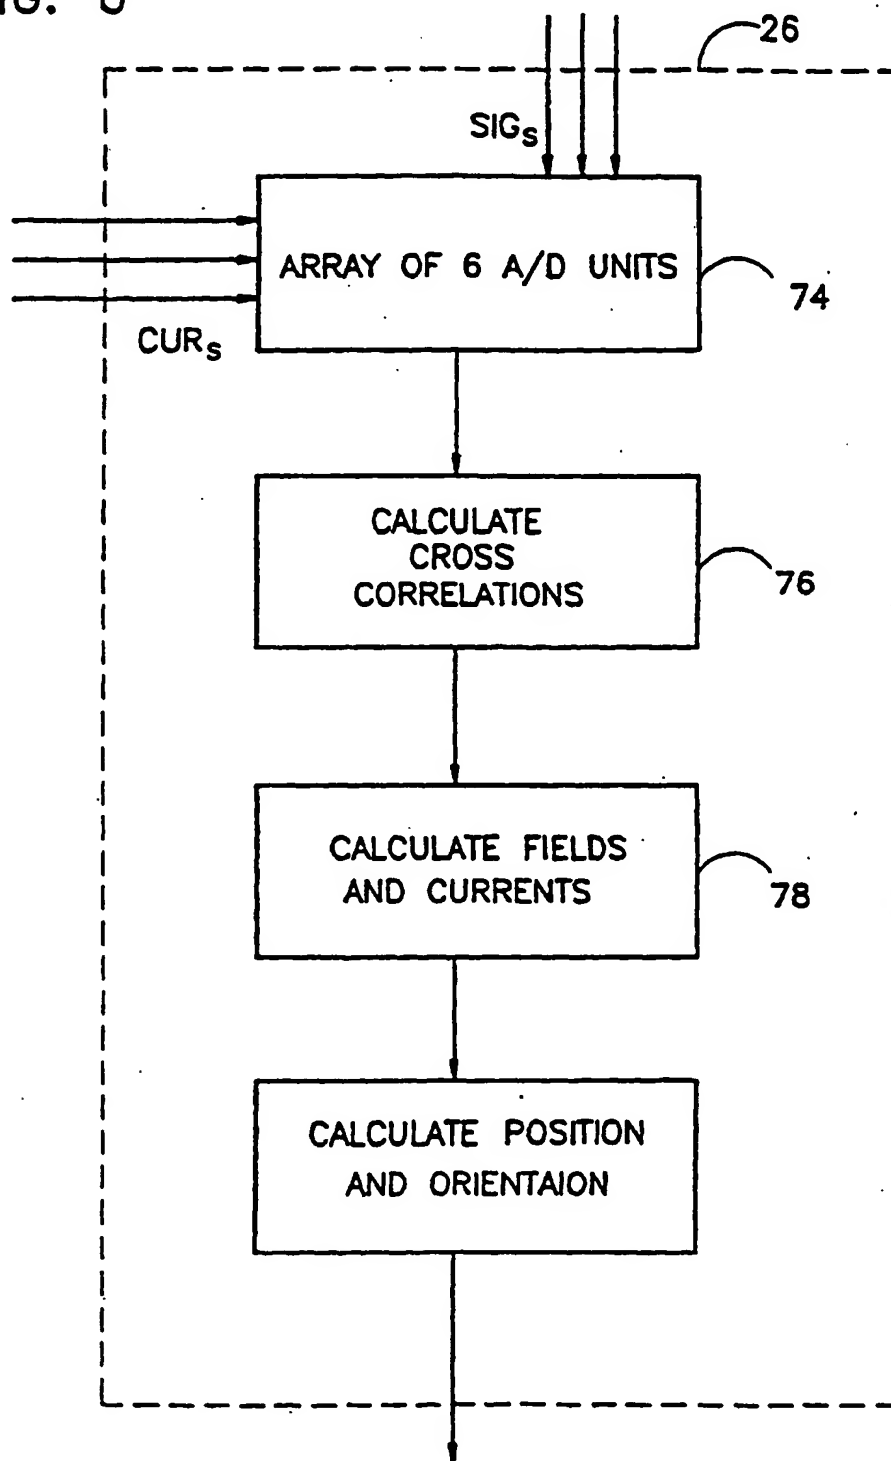 26
SIGs
ARRAY OF 6 A/D UNITS
74
CURs
CALCULATE
CROSS
CORRELATIONS
76
CALCULATE FIELDS
AND CURRENTS
78
CALCULATE POSITION
AND ORIENTAION